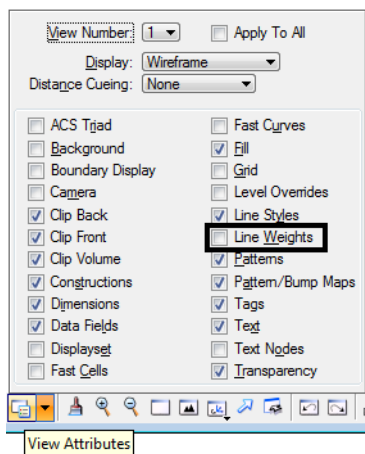 View Number: 1 Apply To All
Display: Wireframe
Distance Cueing: None
ACS Triad
Background
Boundary Display
Camera
Clip Back
Clip Front
Clip Volume
Constructions
Dimensions
Data Fields
Displayset
Fast Cells
Fast Curves
Fill
Grid
Level Overrides
Line Styles
Line Weights
Patterns
Pattern/Bump Maps
Tags
Text
Text Nodes
Transparency
View Attributes